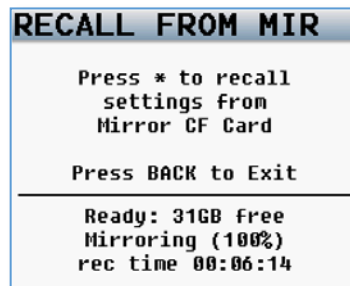 RECALL FROM MIR
Press * to recall
settings from
Mirror CF Card
Press BACK to Exit
Ready: 31GB free
Mirroring (100%)
rec time 00:06:14